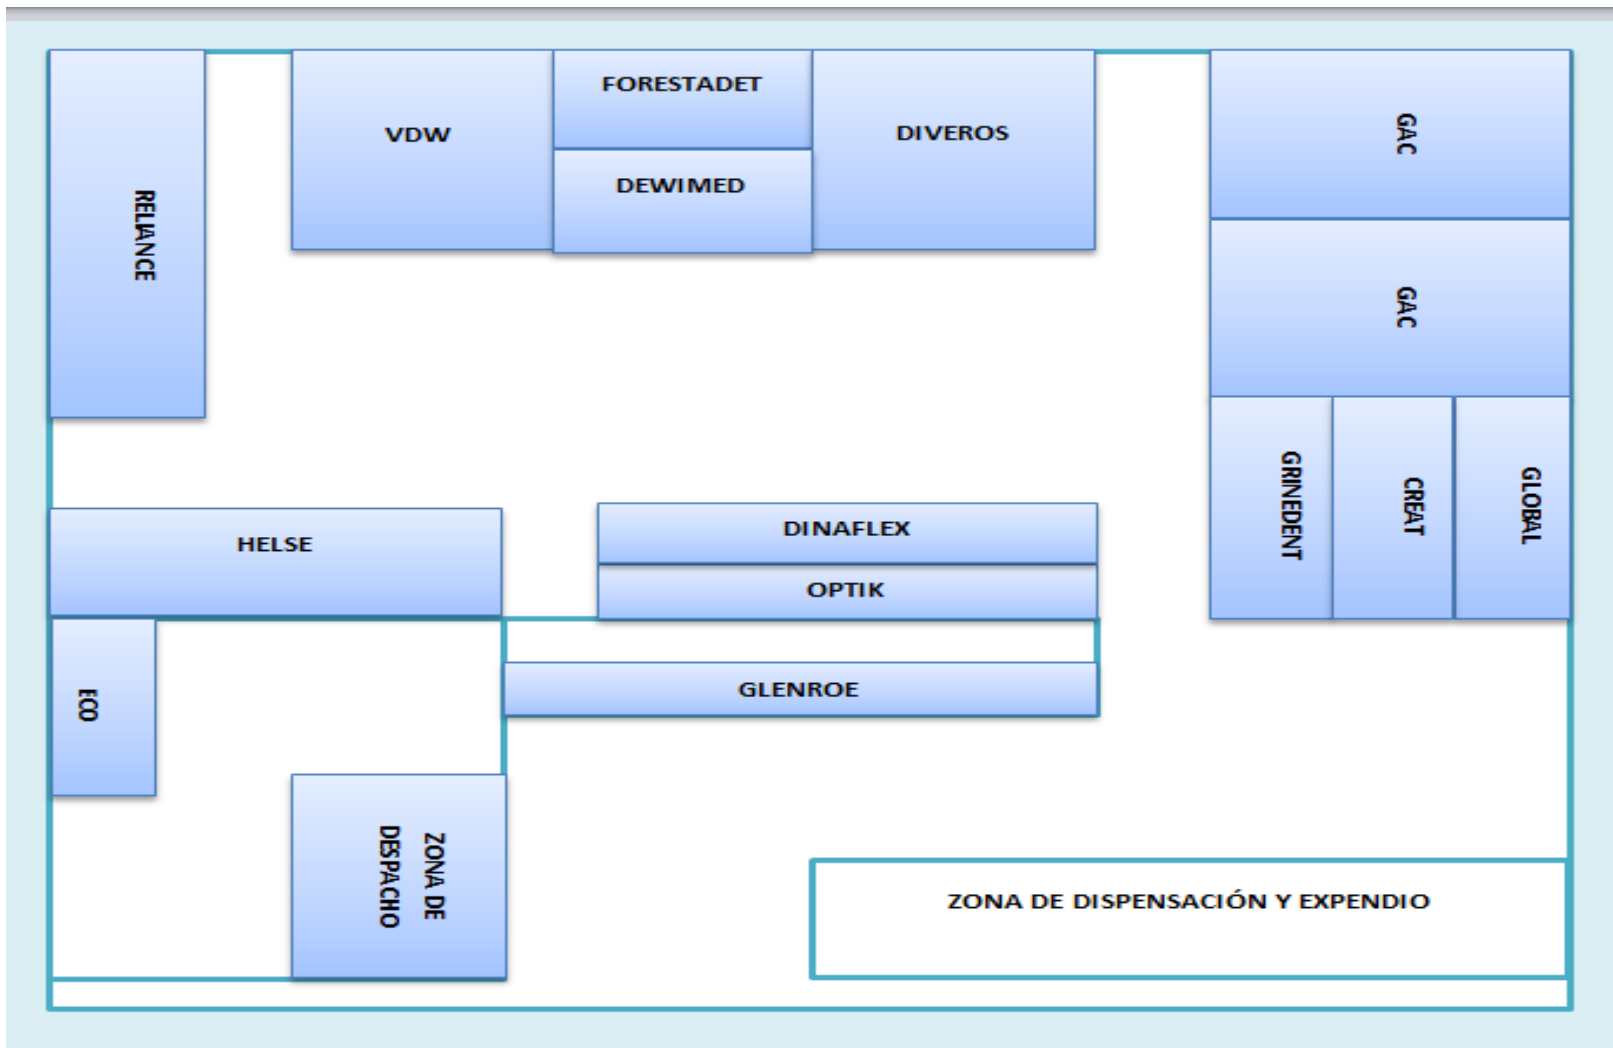 RELIANCE
VDW
FORESTADET
DEWIMED
DIVEROS
GAC
GAC
GRINEDENT
CREAT
GLOBAL
HELSE
DINAFLEX
OPTIK
GLENROE
ECO
ZONA DE
DESPACHO
ZONA DE DISPENSACIÓN Y EXPENDIO